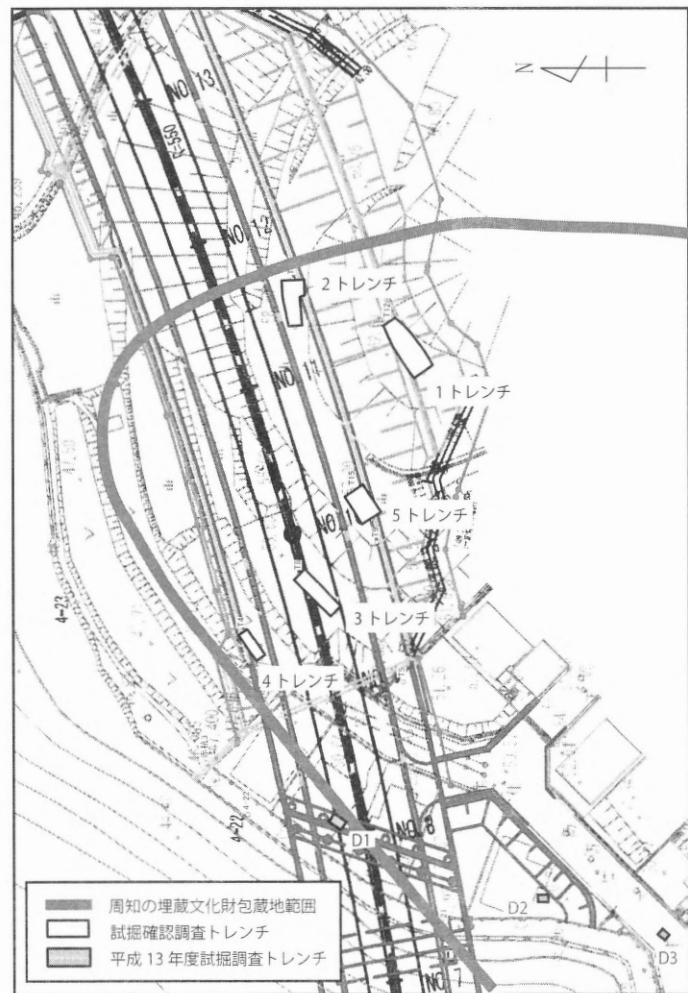 NO. 13
R=550
N
NO. 12
2トレンチ
NO. 11
1トレンチ
5トレンチ
NO. 1
3トレンチ
4-23
4トレンチ
4-22
D1
NO. 8
D2
D3
NO. 7
周知の埋蔵文化財包蔵地範囲
試掘確認調査トレンチ
平成13年度試掘調査トレンチ